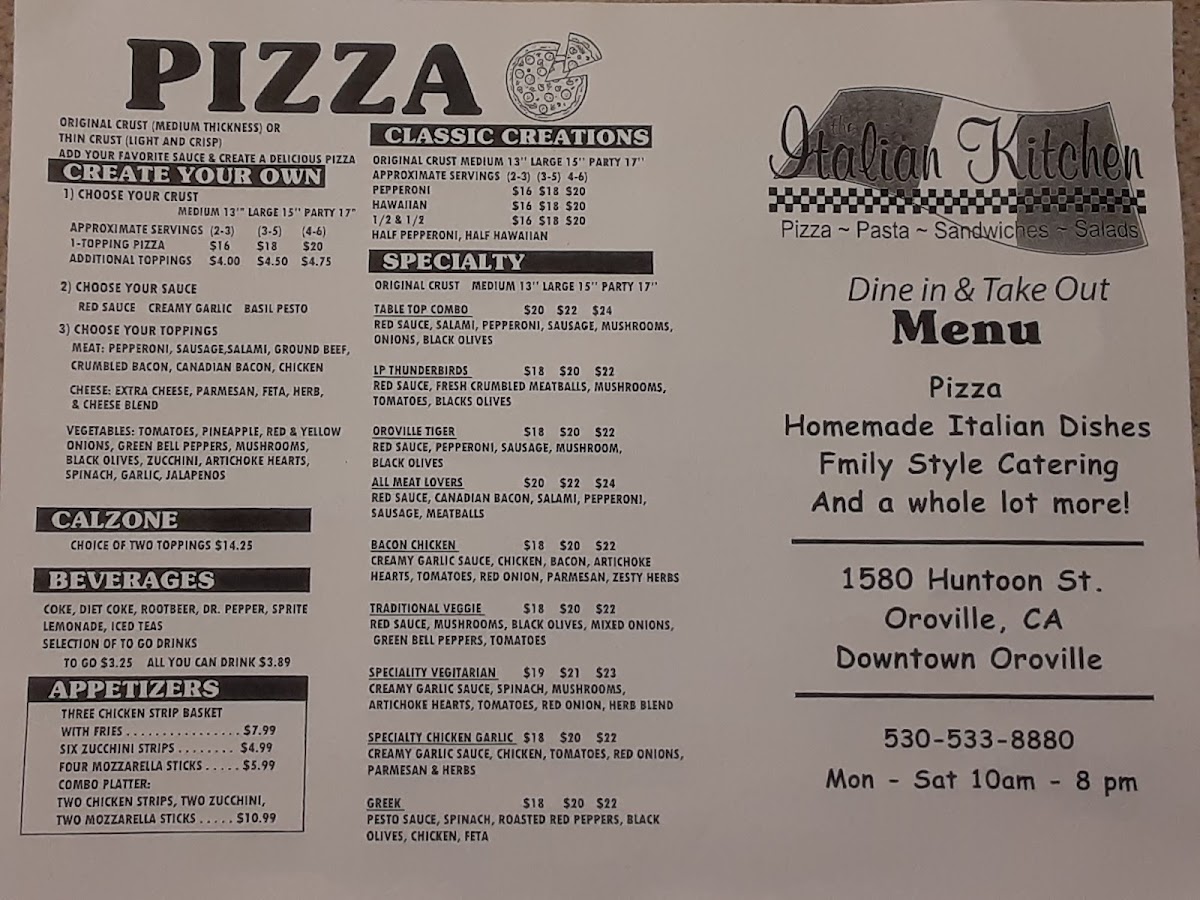 PIZZA
ORIGINAL CRUST (MEDIUM THICKNESS) OR
THIN CRUST (LIGHT AND CRISP)
ADD YOUR FAVORITE SAUCE & CREATE A DELICIOUS PIZZA
CREATE YOUR OWN
1) CHOOSE YOUR CRUST
MEDIUM 13'" LARGE 15'' PARTY 17"
APPROXIMATE SERVINGS (2-3) (3-5) (4-6)
1-TOPPING PIZZA $16 $18 $20
ADDITIONAL TOPPINGS $4.00 $4.50 $4.75
2) CHOOSE YOUR SAUCE
RED SAUCE CREAMY GARLIC BASIL PESTO
3) CHOOSE YOUR TOPPINGS
MEAT: PEPPERONI, SAUSAGE,SALAMI, GROUND BEEF,
CRUMBLED BACON, CANADIAN BACON, CHICKEN
CHEESE: EXTRA CHEESE, PARMESAN, FETA, HERB,
& CHEESE BLEND
VEGETABLES: TOMATOES, PINEAPPLE, RED & YELLOW
ONIONS, GREEN BELL PEPPERS, MUSHROOMS,
BLACK OLIVES, ZUCCHINI, ARTICHOKE HEARTS,
SPINACH, GARLIC, JALAPENOS
CALZONE
CHOICE OF TWO TOPPINGS $14.25
BEVERAGES
COKE, DIET COKE, ROOTBEER, DR. PEPPER, SPRITE
LEMONADE, ICED TEAS
SELECTION OF TO GO DRINKS
TO GO $3.25 ALL YOU CAN DRINK $3.89
APPETIZERS
THREE CHICKEN STRIP BASKET
WITH FRIES . . . . . . . . . . . . . . . . $7.99
SIX ZUCCHINI STRIPS . . . . . . . . $4.99
FOUR MOZZARELLA STICKS . . . . . $5.99
COMBO PLATTER:
TWO CHICKEN STRIPS, TWO ZUCCHINI,
TWO MOZZARELLA STICKS . . . . . $10.99
CLASSIC CREATIONS
ORIGINAL CRUST MEDIUM 13'' LARGE 15'' PARTY 17''
APPROXIMATE SERVINGS (2-3) (3-5) 4-6)
PEPPERONI $16 $18 $20
HAWAIIAN $16 $18 $20
1/2 & 1/2 $16 $18 $20
HALF PEPPERONI, HALF HAWAIIAN
SPECIALTY
ORIGINAL CRUST MEDIUM 13'' LARGE 15'' PARTY 17''
TABLE TOP COMBO $20 $22 $24
RED SAUCE, SALAMI, PEPPERONI, SAUSAGE, MUSHROOMS,
ONIONS, BLACK OLIVES
LP THUNDERBIRDS $18 $20 $22
RED SAUCE, FRESH CRUMBLED MEATBALLS, MUSHROOMS,
TOMATOES, BLACKS OLIVES
OROVILLE TIGER $18 $20 $22
RED SAUCE, PEPPERONI, SAUSAGE, MUSHROOM,
BLACK OLIVES
ALL MEAT LOVERS $20 $22 $24
RED SAUCE, CANADIAN BACON, SALAMI, PEPPERONI,
SAUSAGE, MEATBALLS
BACON CHICKEN $18 $20 $22
CREAMY GARLIC SAUCE, CHICKEN, BACON, ARTICHOKE
HEARTS, TOMATOES, RED ONION, PARMESAN, ZESTY HERBS
TRADITIONAL VEGGIE $18 $20 $22
RED SAUCE, MUSHROOMS, BLACK OLIVES, MIXED ONIONS,
GREEN BELL PEPPERS, TOMATOES
SPECIALITY VEGITARIAN $19 $21 $23
CREAMY GARLIC SAUCE, SPINACH, MUSHROOMS,
ARTICHOKE HEARTS, TOMATOES, RED ONION, HERB BLEND
SPECIALTY CHICKEN GARLIC $18 $20 $22
CREAMY GARLIC SAUCE, CHICKEN, TOMATOES, RED ONIONS,
PARMESAN & HERBS
GREEK $18 $20 $22
PESTO SAUCE, SPINACH, ROASTED RED PEPPERS, BLACK
OLIVES, CHICKEN, FETA
the
Italian Kitchen
Pizza ~ Pasta ~ Sandwiches ~ Salads
Dine in & Take Out
Menu
Pizza
Homemade Italian Dishes
Fmily Style Catering
And a whole lot more!
1580 Huntoon St.
Oroville, CA
Downtown Oroville
530-533-8880
Mon - Sat 10am - 8 pm